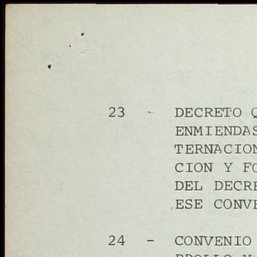 23 - DECRETO
ENMIENDAS
TERNACION
CION Y FO
DEL DECRE
ESE CONVE
24 - CONVENIO